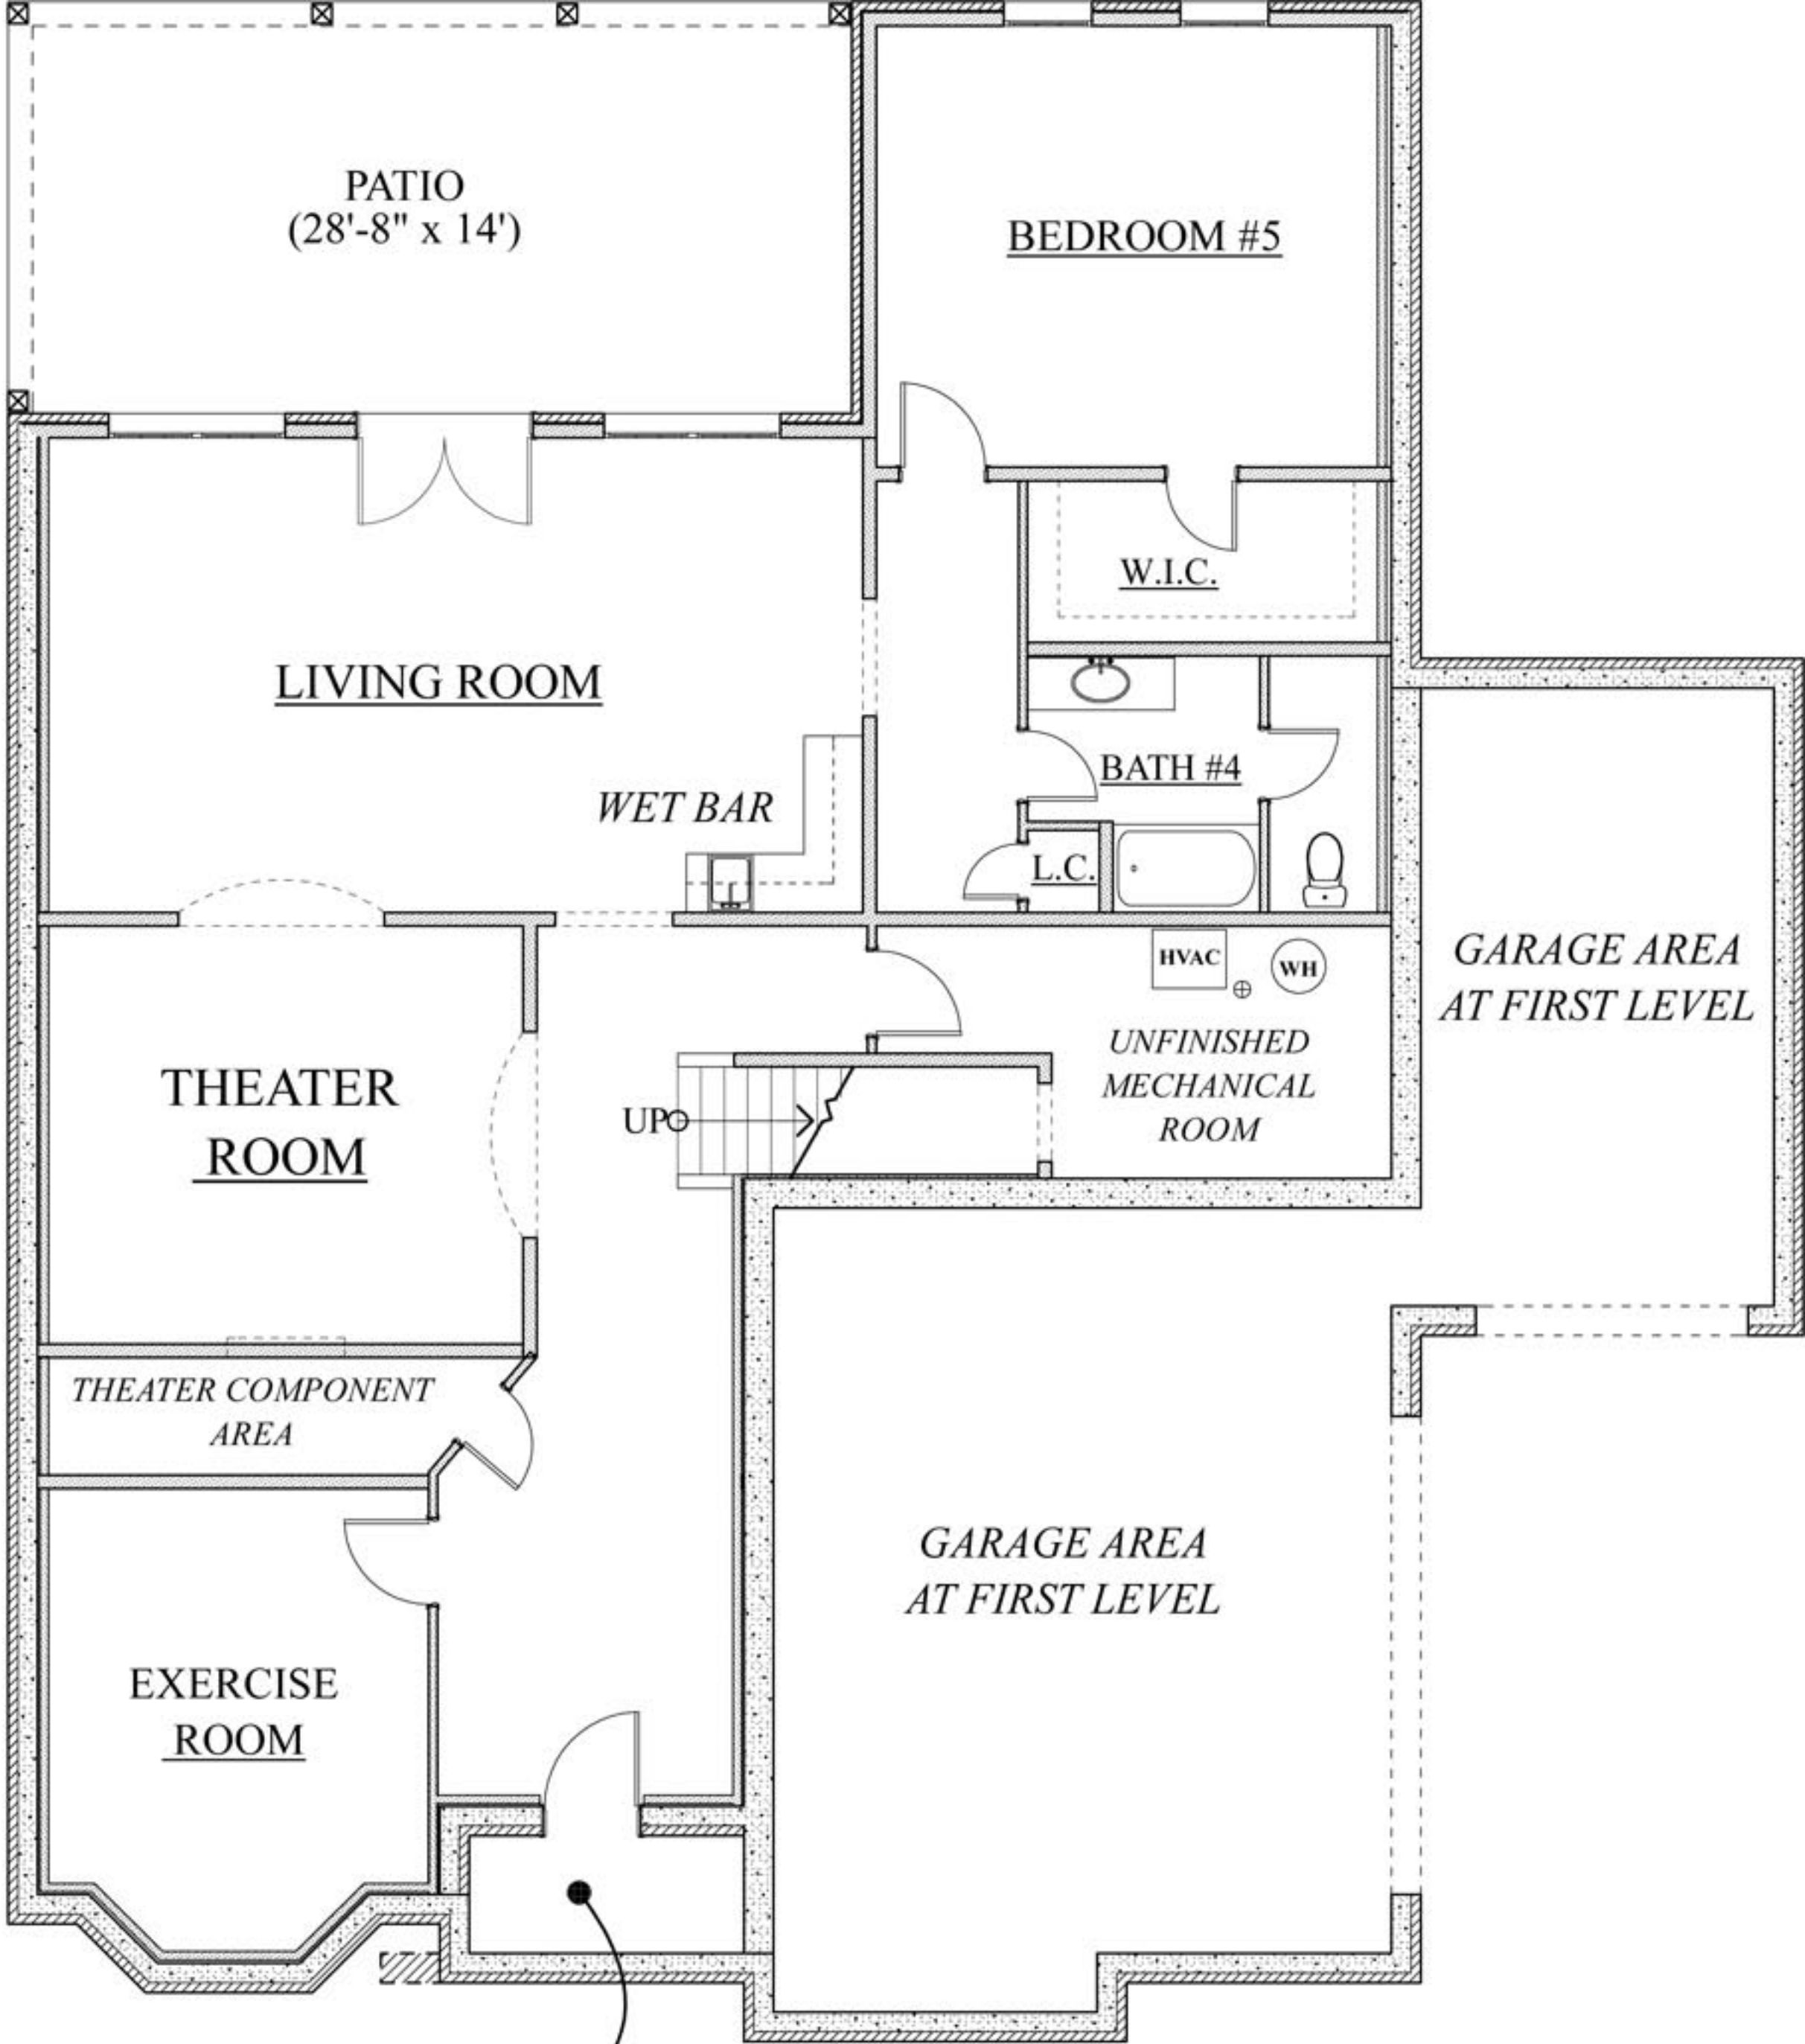 PATIO
(28'-8" x 14')
BEDROOM #5
W.I.C.
LIVING ROOM
BATH #4
WET BAR
L.C.
HVAC
WH
GARAGE AREA
AT FIRST LEVEL
UNFINISHED
MECHANICAL
ROOM
THEATER
ROOM
UP
THEATER COMPONENT
AREA
GARAGE AREA
AT FIRST LEVEL
EXERCISE
ROOM